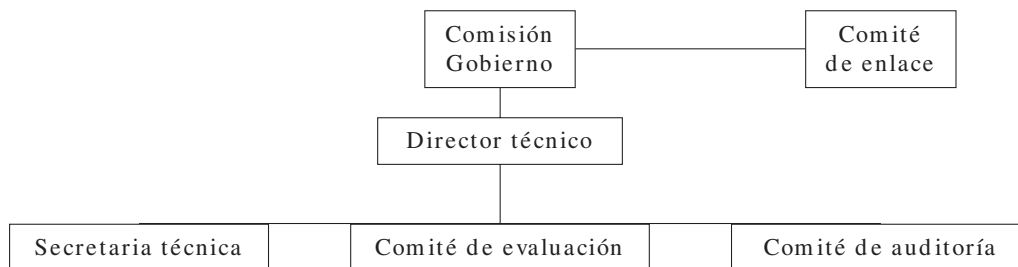 Comisión
Gobierno
Comité
de enlace
Director técnico
Secretaria técnica
Comité de evaluación
Comité de auditoría